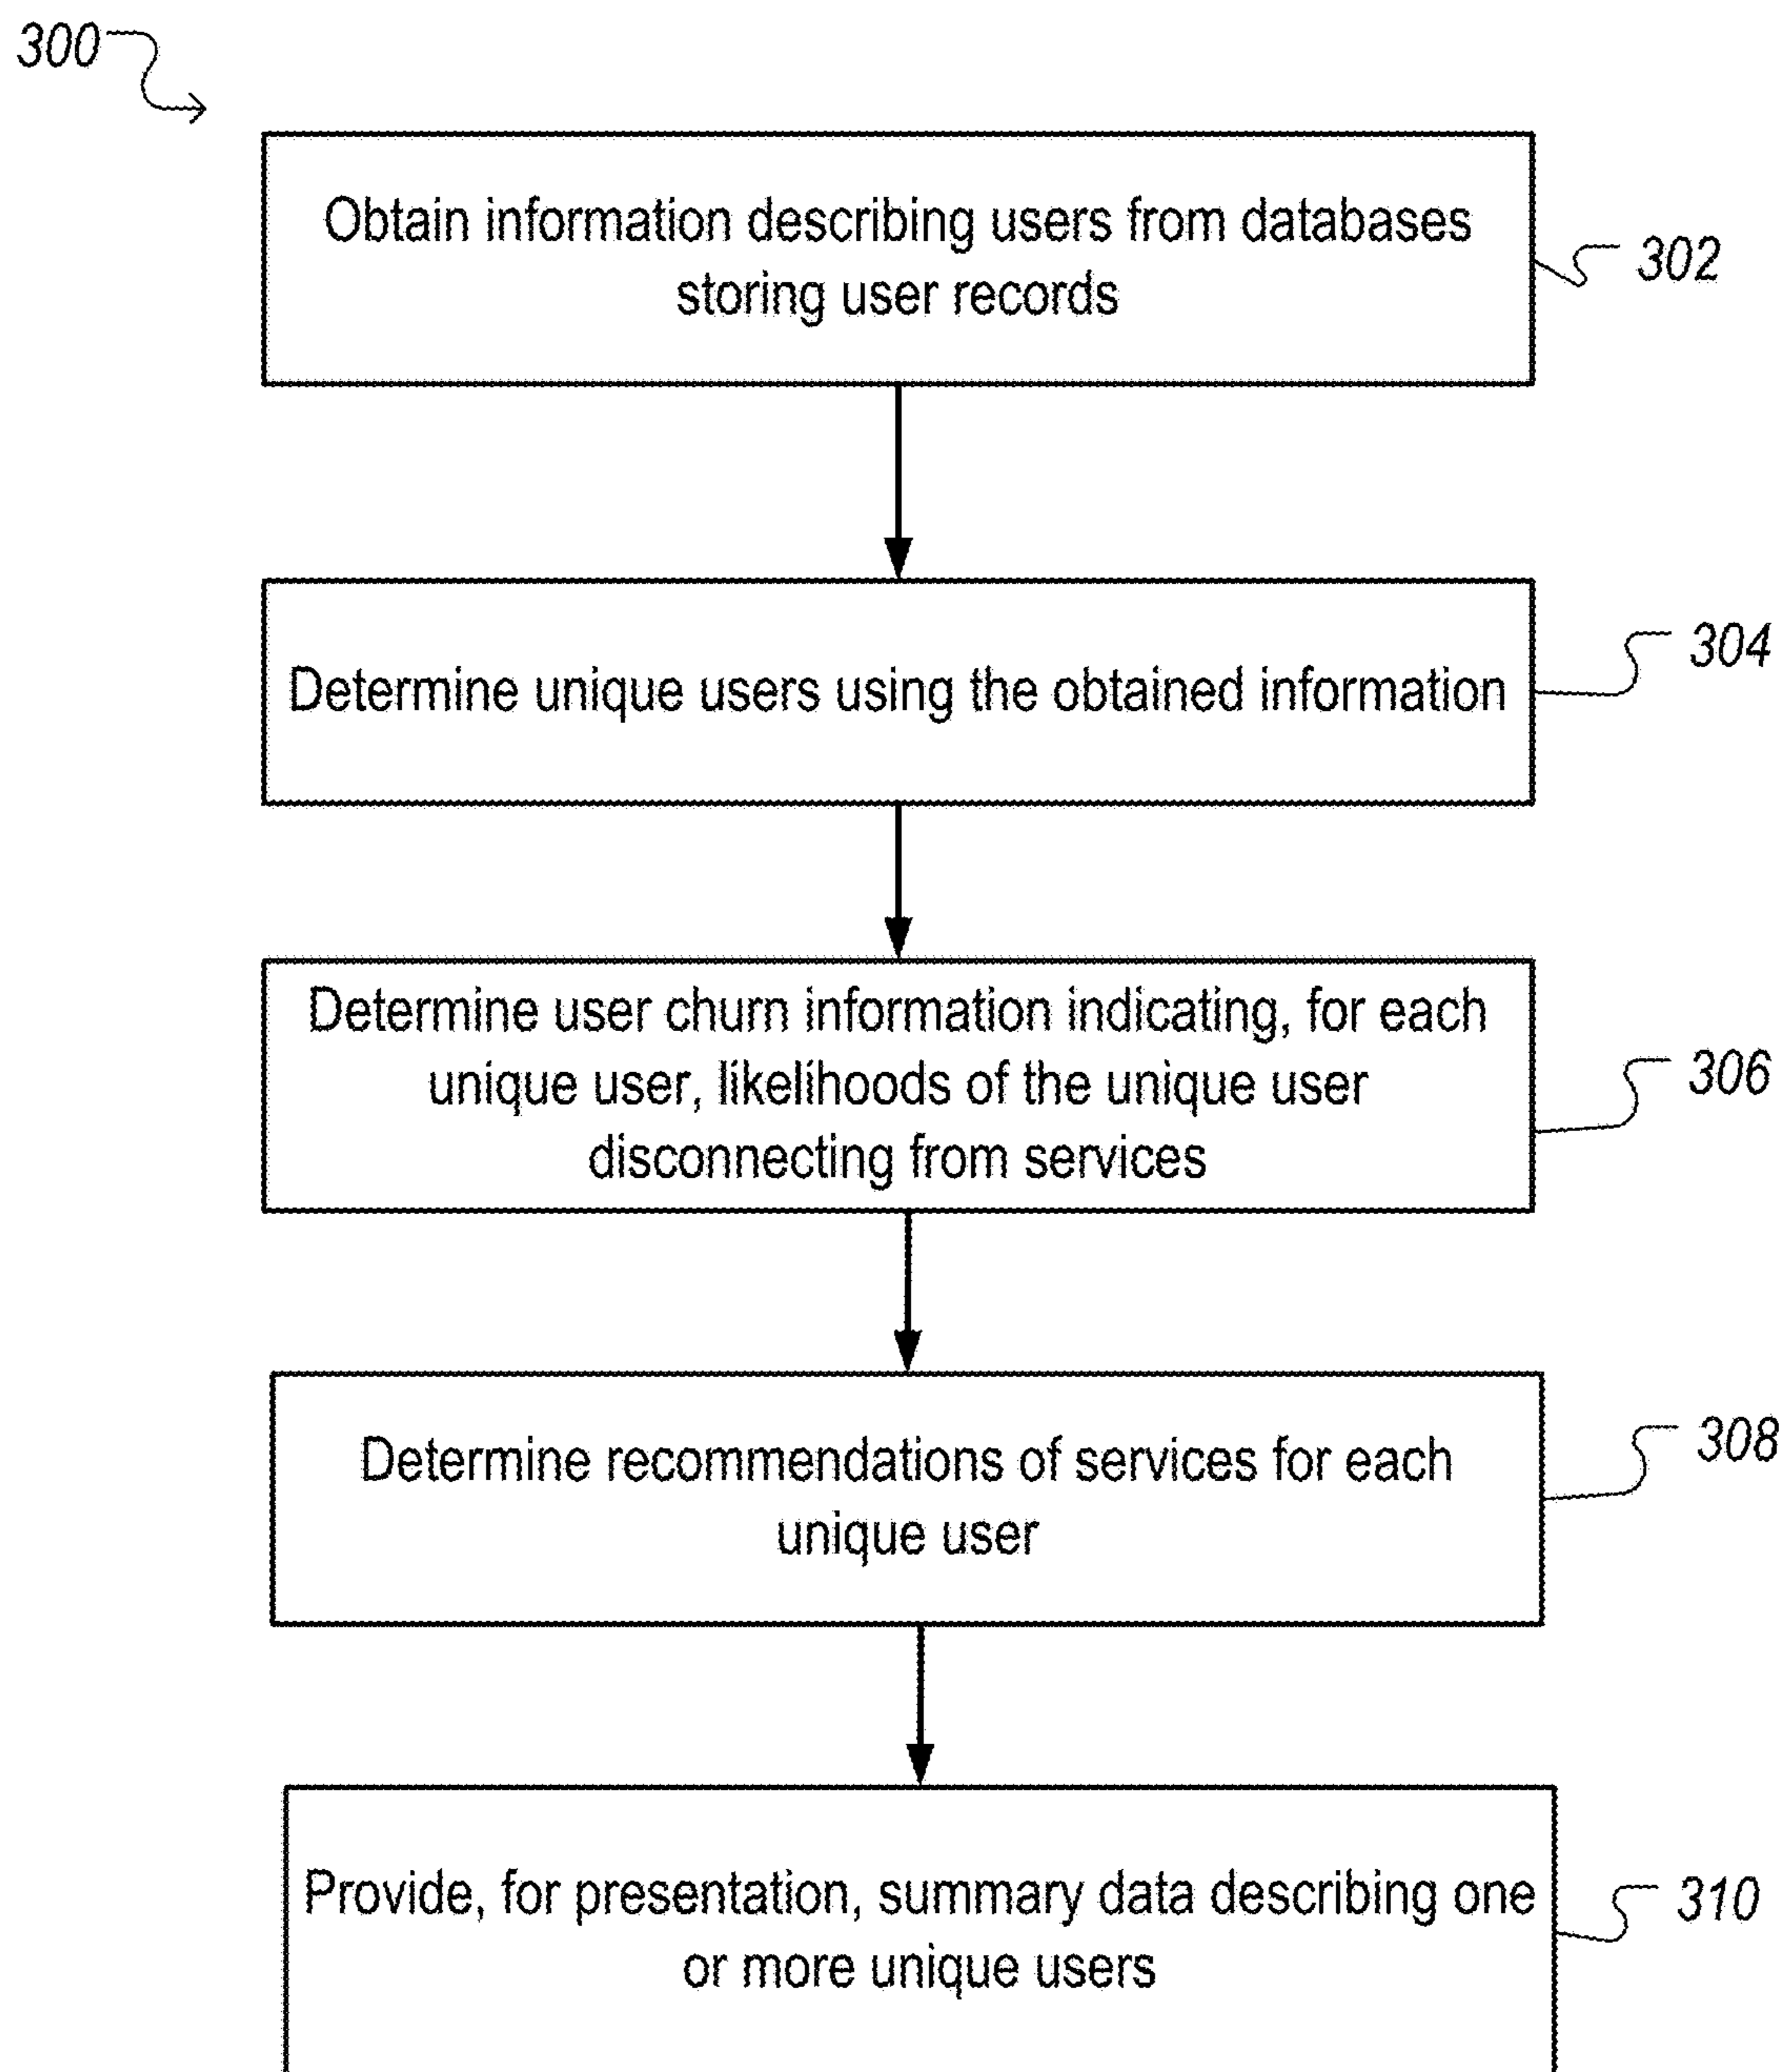 300
Obtain information describing users from databases
storing user records
302
Determine unique users using the obtained information
304
Determine user churn information indicating, for each
unique user, likelihoods of the unique user
disconnecting from services
306
Determine recommendations of services for each
unique user
308
Provide, for presentation, summary data describing one
or more unique users
310